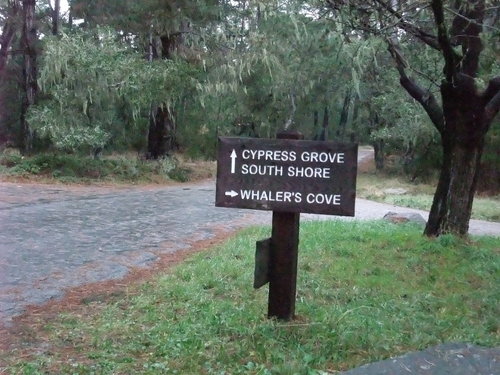 ↑ CYPRESS GROVE
SOUTH SHORE
→ WHALER'S COVE